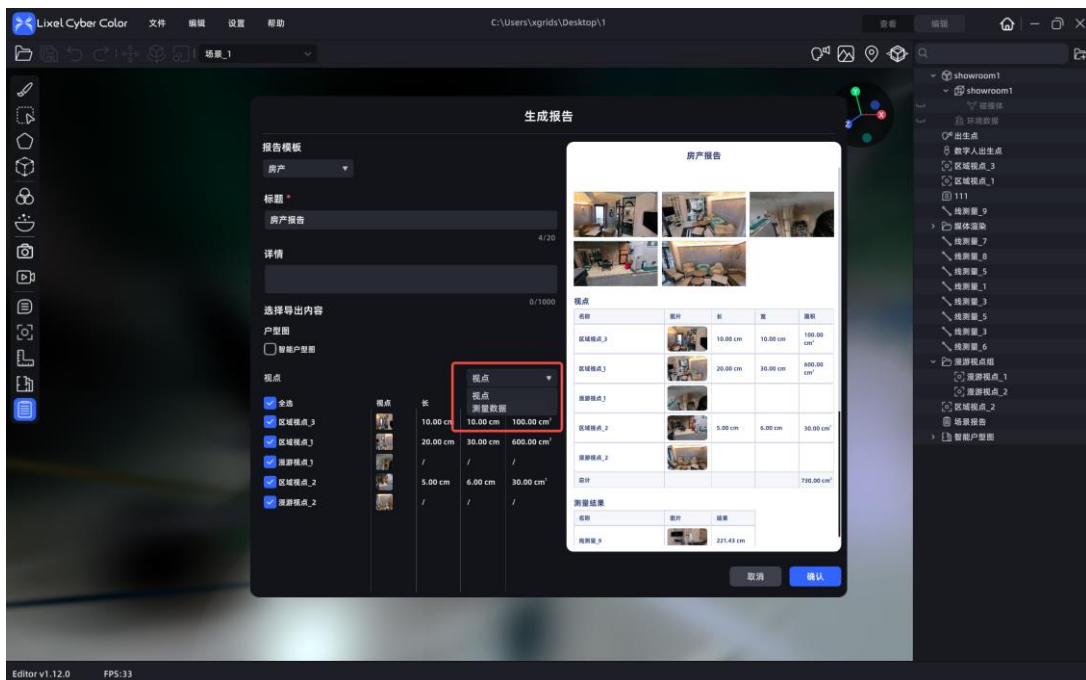 Lixel Cyber Color 文件 编辑 设置 帮助 C:\Users\xgrids\Desktop\1 查看 编辑
场景_1
showroom1
showroom1
碰撞体
环境数据
出生点
数字人出生点
区域视点_3
区域视点_1
111
线测量_9
媒体渲染
线测量_7
线测量_8
线测量_5
线测量_1
线测量_3
线测量_5
线测量_3
线测量_6
漫游视点组
漫游视点_1
漫游视点_2
区域视点_2
场景报告
智能户型图
生成报告
报告模板
房产
标题 *
房产报告
4/20
详情
0/1000
选择导出内容
户型图
智能户型图
视点 视点
视点
测量数据
全选 视点 长
区域视点_3 10.00 cm 10.00 cm 100.00 cm²
区域视点_1 20.00 cm 30.00 cm 600.00 cm²
漫游视点_1 / / /
区域视点_2 5.00 cm 6.00 cm 30.00 cm²
漫游视点_2 / / /
房产报告
视点
名称 图片 长 宽 面积
区域视点_3 10.00 cm 10.00 cm 100.00 cm²
区域视点_1 20.00 cm 30.00 cm 600.00 cm²
漫游视点_1
区域视点_2 5.00 cm 6.00 cm 30.00 cm²
漫游视点_2
总计 730.00 cm²
测量结果
名称 图片 结果
线测量_9 221.43 cm
取消 确认
Y
X
Z
Editor v1.12.0 FPS:33